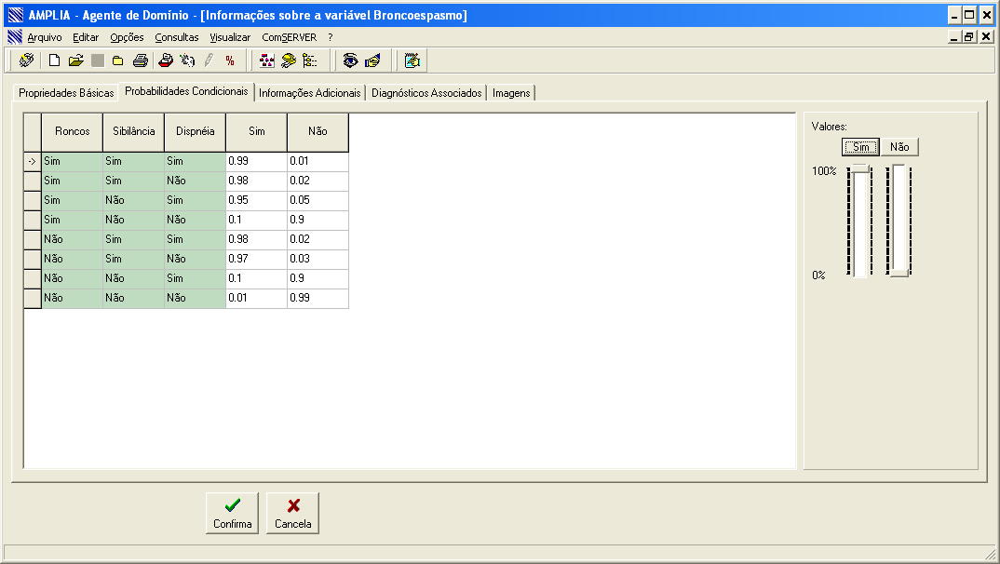 AMPLIA - Agente de Domínio - [Informações sobre a variável Broncoespasmo]
Arquivo Editar Opções Consultas Visualizar ComSERVER ?
%
Propriedades Básicas Probabilidades Condicionais Informações Adicionais Diagnósticos Associados Imagens
Roncos Sibilância Dispnéia Sim Não
-> Sim Sim Sim 0.99 0.01
Sim Sim Não 0.98 0.02
Sim Não Sim 0.95 0.05
Sim Não Não 0.1 0.9
Não Sim Sim 0.98 0.02
Não Sim Não 0.97 0.03
Não Não Sim 0.1 0.9
Não Não Não 0.01 0.99
Valores:
Sim Não
100%
0%
Confirma Cancela